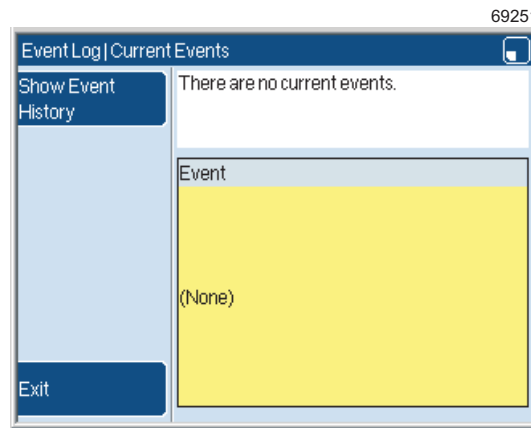 6925
Event Log | Current Events
Show Event
History
There are no current events.
Event
(None)
Exit